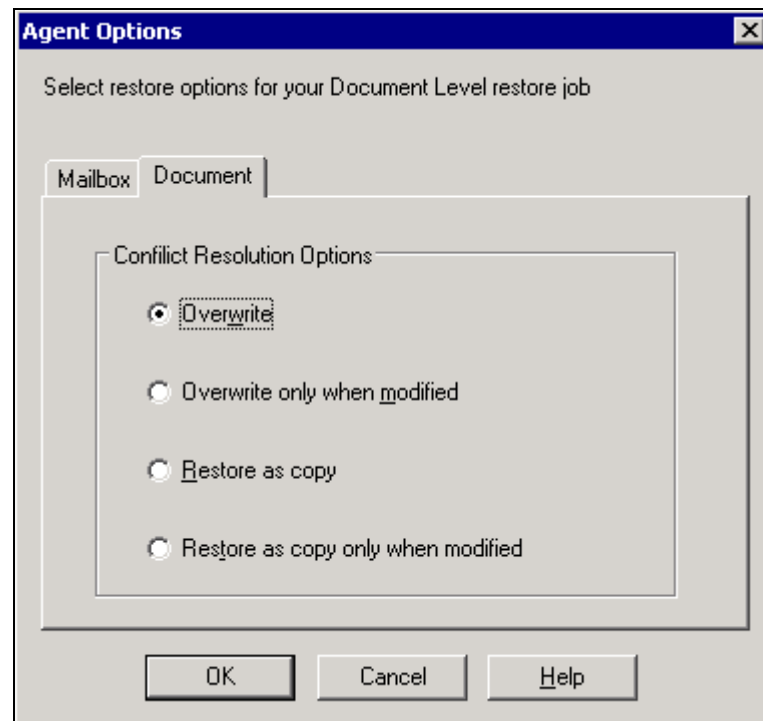 Agent Options
Select restore options for your Document Level restore job
Mailbox Document
Confilict Resolution Options
Overwrite
Overwrite only when modified
Restore as copy
Restore as copy only when modified
OK Cancel Help